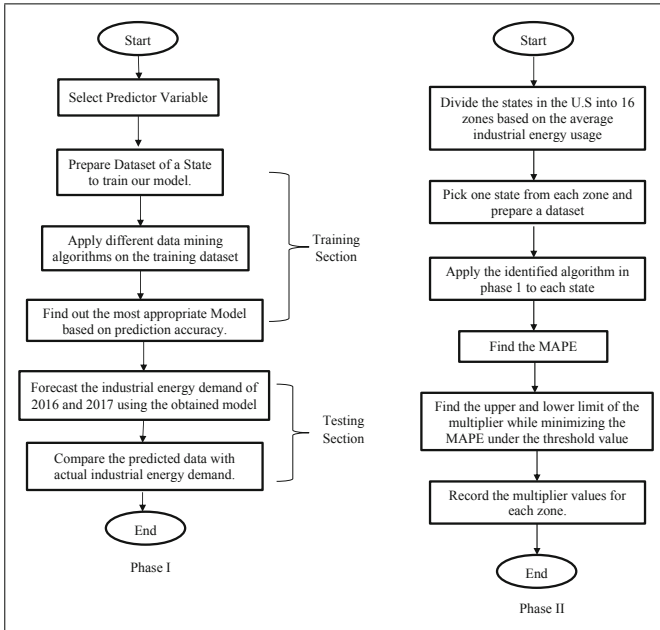 Start
Select Predictor Variable
Prepare Dataset of a State
to train our model.
Apply different data mining
algorithms on the training dataset
Find out the most appropriate Model
based on prediction accuracy.
Training
Section
Forecast the industrial energy demand of
2016 and 2017 using the obtained model
Compare the predicted data with
actual industrial energy demand.
Testing
Section
End
Phase I
Start
Divide the states in the U.S into 16
zones based on the average
industrial energy usage
Pick one state from each zone and
prepare a dataset
Apply the identified algorithm in
phase 1 to each state
Find the MAPE
Find the upper and lower limit of the
multiplier while minimizing the
MAPE under the threshold value
Record the multiplier values for
each zone.
End
Phase II